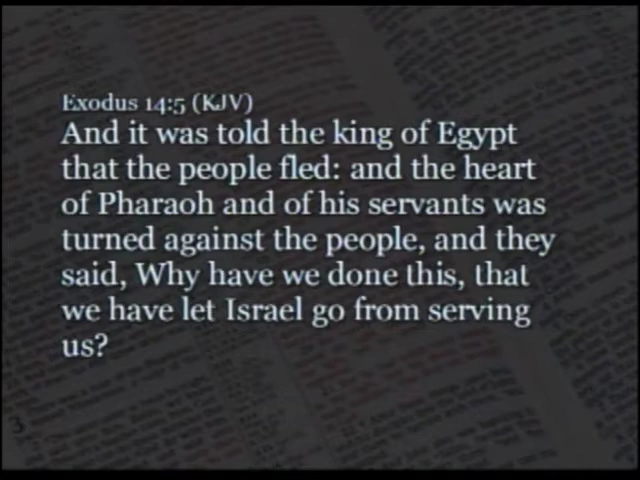 Exodus 14:5 (KJV)
And it was told the king of Egypt
that the people fled: and the heart
of Pharaoh and of his servants was
turned against the people, and they
said, Why have we done this, that
we have let Israel go from serving
us?
3